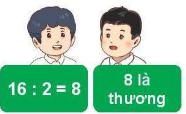 16 : 2 = 8
8 là
thương